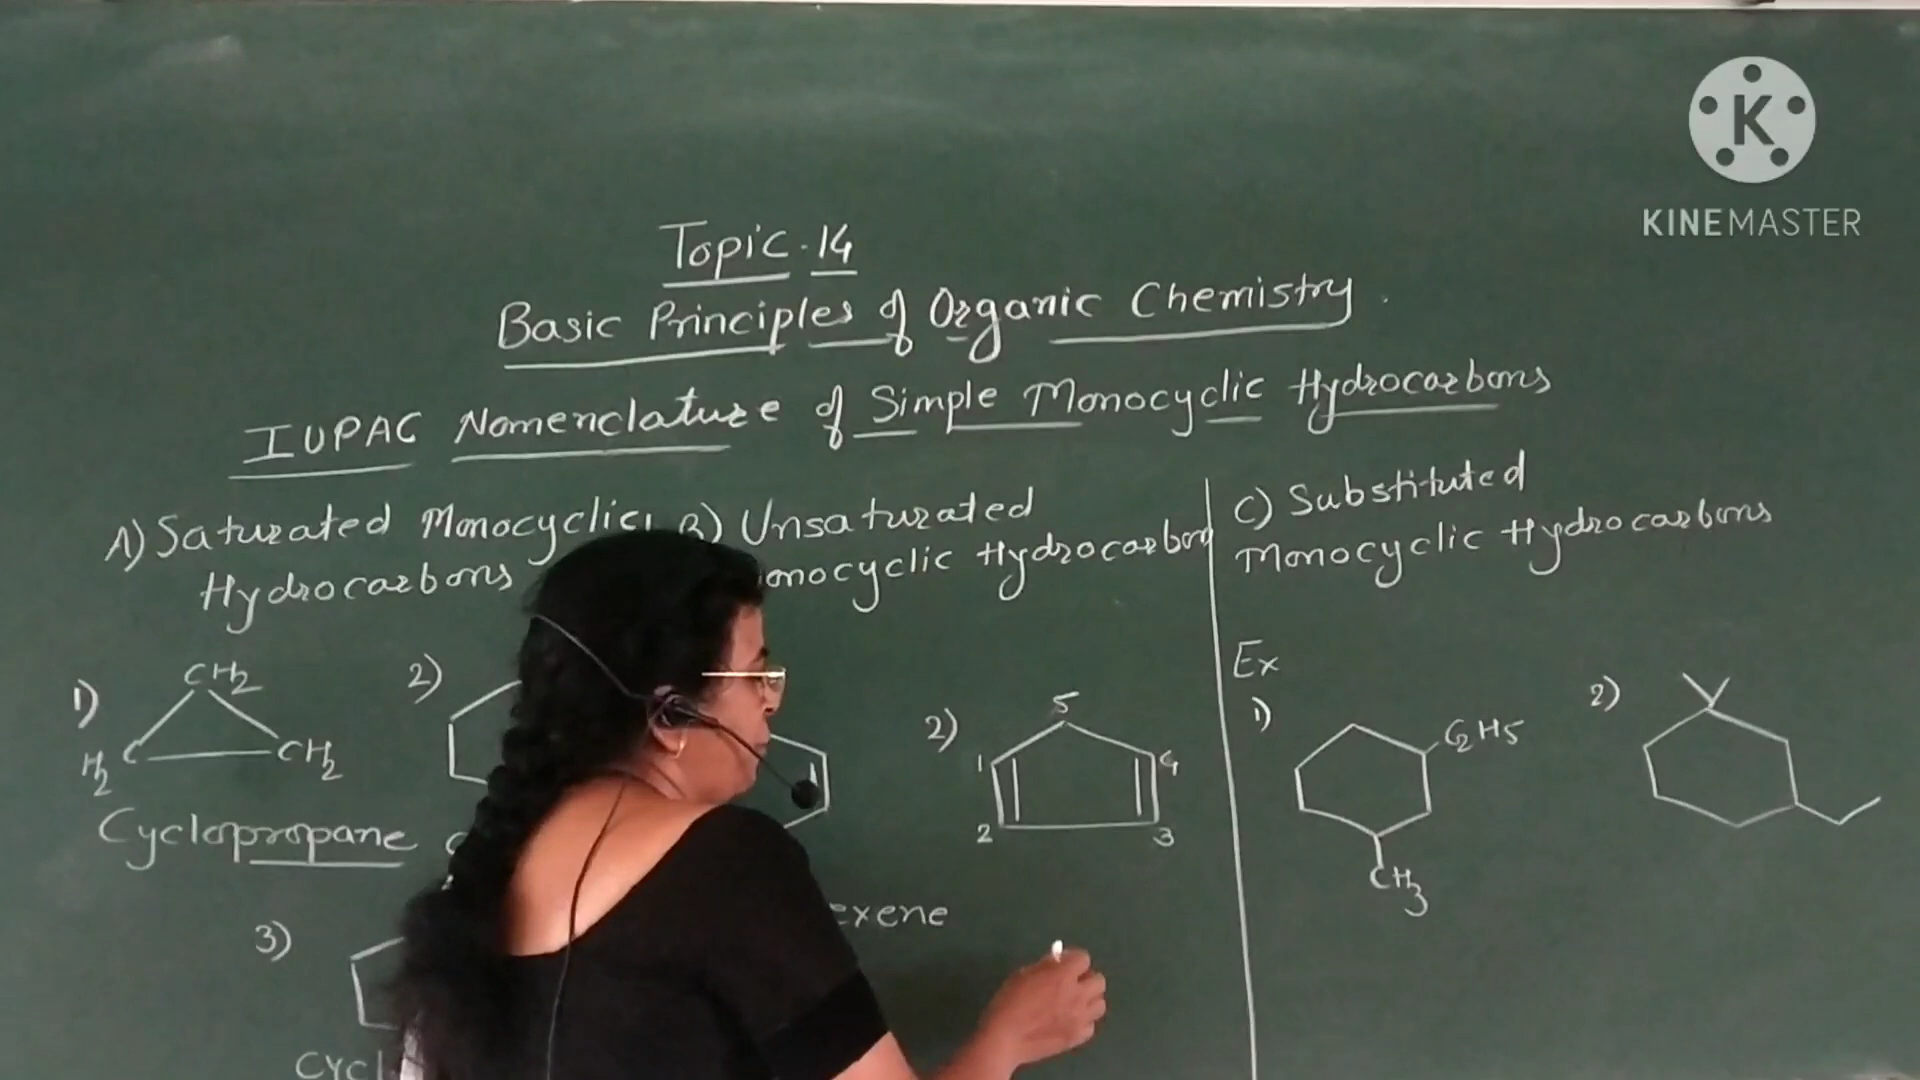 K
KINEMASTER
Topic. 14
Basic Principles of Organic Chemistry.
IUPAC Nomenclature of Simple Monocyclic Hydrocarbons
A) Saturated Monocyclic
Hydrocarbons
B) Unsaturated
onocyclic Hydrocarbon
C) Substituted
Monocyclic Hydrocarbons
1)
CH2
H2C
CH2
Cyclopropane
2)
3)
Cycl
exene
2)
5
1
4
2
3
Ex
1)
C2H5
CH3
2)